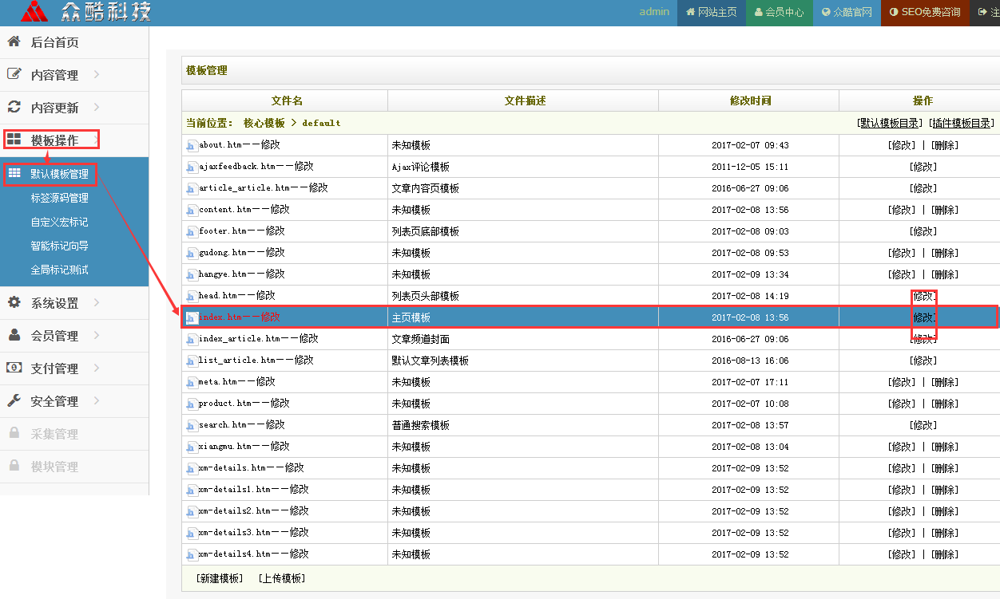 众酷科技
admin 网站主页 会员中心 众酷官网 SEO免费咨询 注
后台首页
内容管理
内容更新
模板操作
默认模板管理
标签源码管理
自定义宏标记
智能标记向导
全局标记测试
系统设置
会员管理
支付管理
安全管理
采集管理
模块管理
模板管理
文件名 文件描述 修改时间 操作
当前位置： 核心模板 > default [默认模板目录] [插件模板目录]
about.htm——修改 未知模板 2017-02-07 09:43 [修改] | [删除]
ajaxfeedback.htm——修改 Ajax评论模板 2011-12-05 15:11 [修改]
article_article.htm——修改 文章内容页模板 2016-06-27 09:06 [修改]
content.htm——修改 未知模板 2017-02-08 13:56 [修改] | [删除]
footer.htm——修改 列表页底部模板 2017-02-08 09:03 [修改]
gudong.htm——修改 未知模板 2017-02-08 09:53 [修改] | [删除]
hangye.htm——修改 未知模板 2017-02-09 13:34 [修改] | [删除]
head.htm——修改 列表页头部模板 2017-02-08 14:19 [修改]
index.htm——修改 主页模板 2017-02-08 13:56 [修改]
index_article.htm——修改 文章频道封面 2016-06-27 09:06 [修改]
list_article.htm——修改 默认文章列表模板 2016-08-13 16:06 [修改]
meta.htm——修改 未知模板 2017-02-07 17:11 [修改] | [删除]
product.htm——修改 未知模板 2017-02-07 10:08 [修改] | [删除]
search.htm——修改 普通搜索模板 2017-02-08 13:57 [修改]
xiangmu.htm——修改 未知模板 2017-02-08 13:04 [修改] | [删除]
xm-details.htm——修改 未知模板 2017-02-09 13:52 [修改] | [删除]
xm-details1.htm——修改 未知模板 2017-02-09 13:52 [修改] | [删除]
xm-details2.htm——修改 未知模板 2017-02-09 13:52 [修改] | [删除]
xm-details3.htm——修改 未知模板 2017-02-09 13:52 [修改] | [删除]
xm-details4.htm——修改 未知模板 2017-02-09 13:52 [修改] | [删除]
[新建模板] [上传模板]